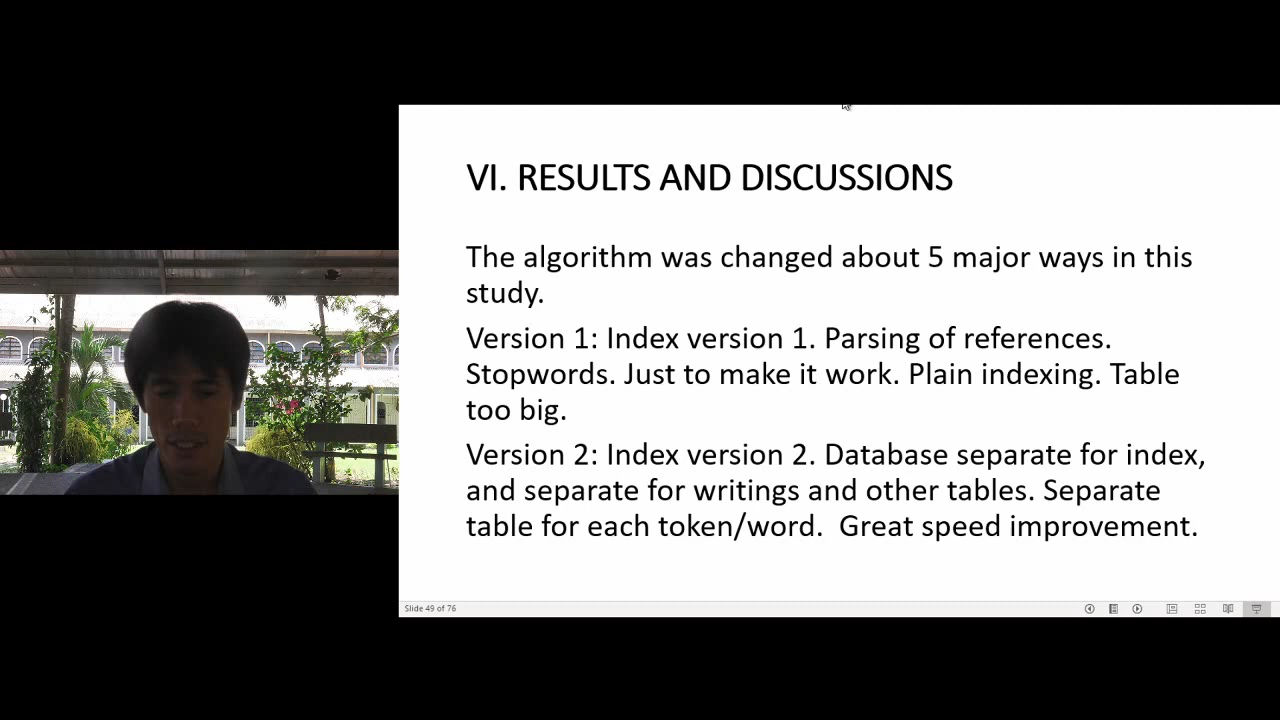 VI. RESULTS AND DISCUSSIONS
The algorithm was changed about 5 major ways in this
study.
Version 1: Index version 1. Parsing of references.
Stopwords. Just to make it work. Plain indexing. Table
too big.
Version 2: Index version 2. Database separate for index,
and separate for writings and other tables. Separate
table for each token/word.  Great speed improvement.
Slide 49 of 76